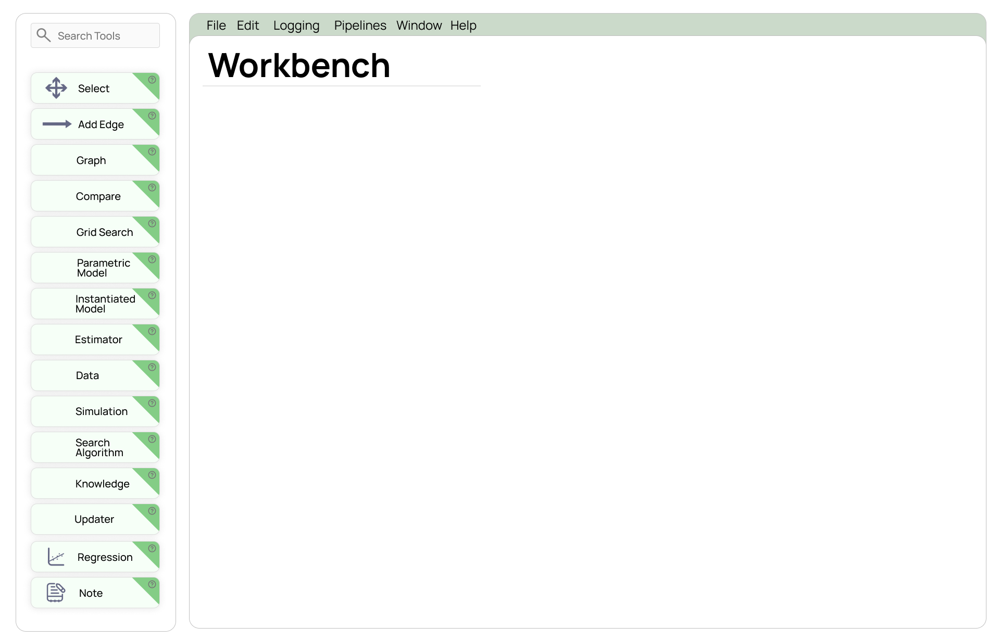 Search Tools
Select
Add Edge
Graph
Compare
Grid Search
Parametric
Model
Instantiated
Model
Estimator
Data
Simulation
Search
Algorithm
Knowledge
Updater
Regression
Note
File Edit Logging Pipelines Window Help
Workbench